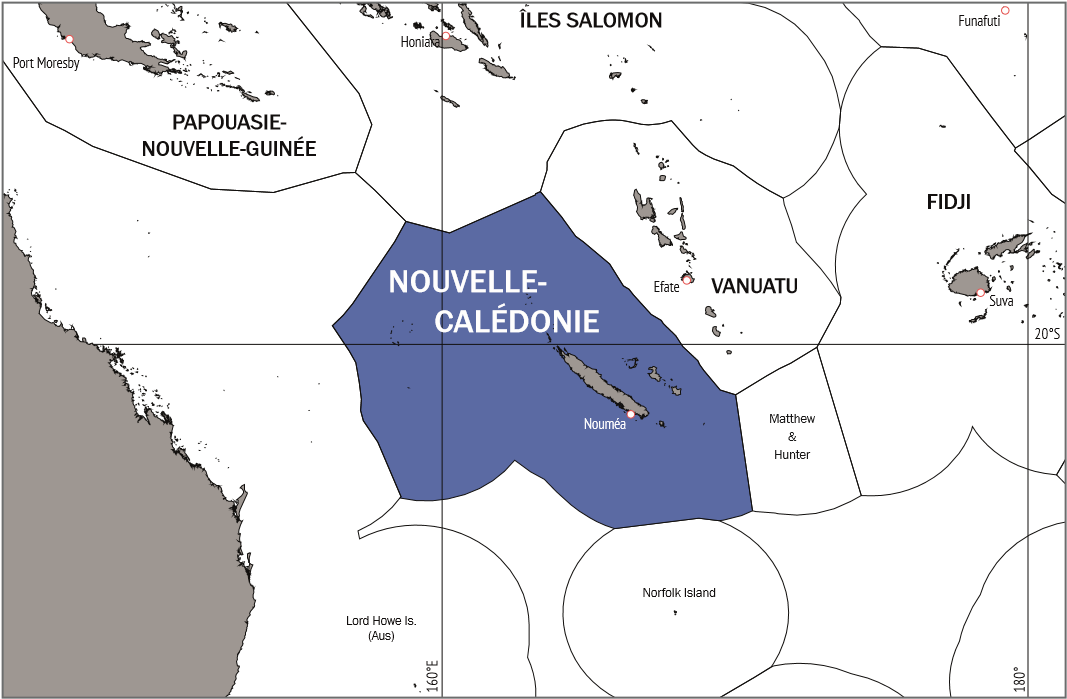 ÎLES SALOMON
Funafuti
Honiara
Port Moresby
PAPOUASIE-
NOUVELLE-GUINÉE
FIDJI
NOUVELLE-
CALÉDONIE
Efate
VANUATU
Suva
20°S
Nouméa
Matthew
&
Hunter
Norfolk Island
Lord Howe Is.
(Aus)
160°E
180°